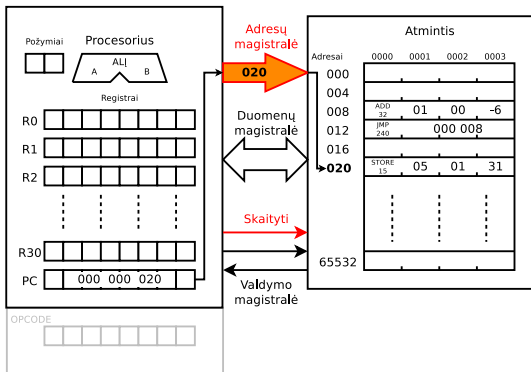 Požymiai
Procesorius
ALĮ
A B
Registrai
R0
R1
R2
R30
PC 000 000 020
OPCODE
Adresų
magistralė
020
Duomenų
magistralė
Skaityti
Valdymo
magistralė
Atmintis
Adresai 0000 0001 0002 0003
000
004
008 ADD 32 01 00 -6
012 JMP 240 000 008
016
020 STORE 15 05 01 31
65532